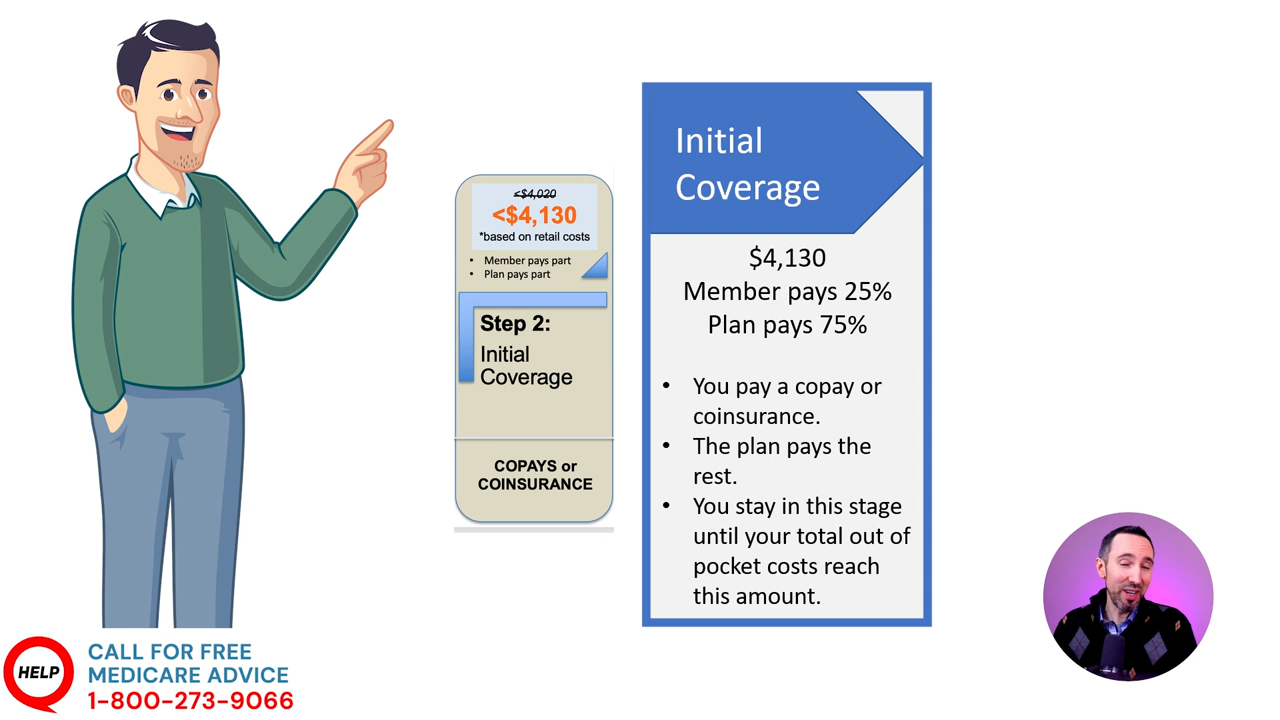 <$4,020
<$4,130
*based on retail costs
• Member pays part
• Plan pays part
Step 2:
Initial
Coverage
COPAYS or
COINSURANCE
Initial
Coverage
$4,130
Member pays 25%
Plan pays 75%
• You pay a copay or
coinsurance.
• The plan pays the
rest.
• You stay in this stage
until your total out of
pocket costs reach
this amount.
HELP
CALL FOR FREE
MEDICARE ADVICE
1-800-273-9066